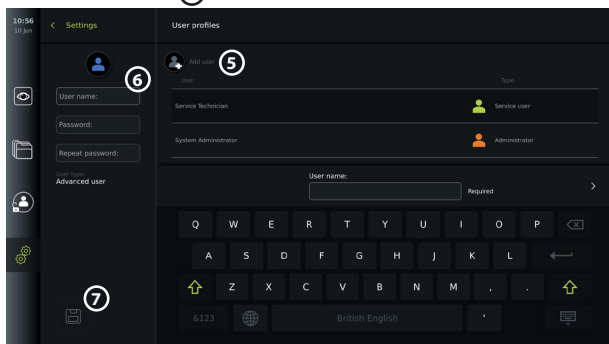 10:56
10 Jun
Settings
User profiles
5
Add user
6
User
Type
User name:
Service Technician
Service user
Password:
System Administrator
Administrator
Repeat password:
User type:
Advanced user
User name:
Required
Q W E R T Y U I O P
A S D F G H J K L
Z X C V B N M , .
7
&123
British English
'